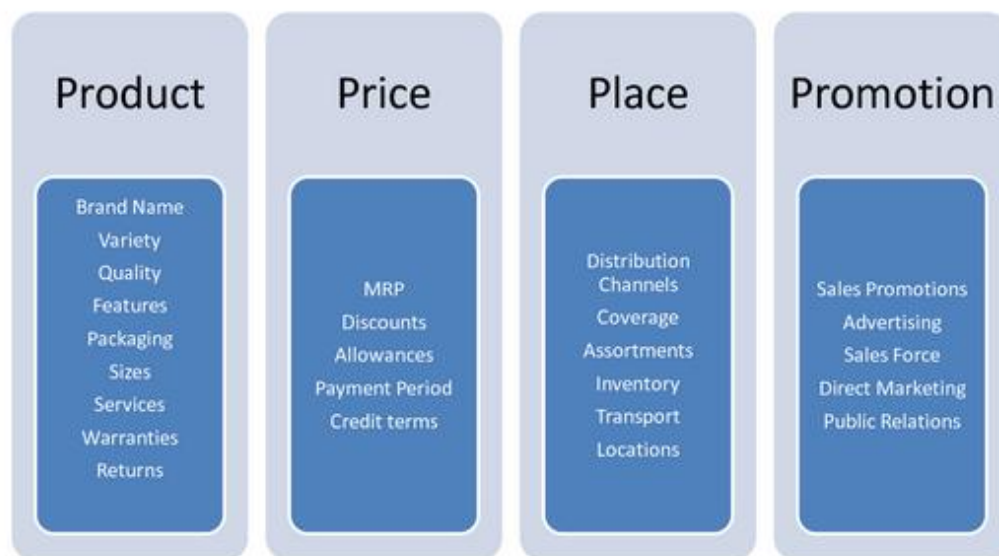 Product
Brand Name
Variety
Quality
Features
Packaging
Sizes
Services
Warranties
Returns
Price
MRP
Discounts
Allowances
Payment Period
Credit terms
Place
Distribution
Channels
Coverage
Assortments
Inventory
Transport
Locations
Promotion
Sales Promotions
Advertising
Sales Force
Direct Marketing
Public Relations